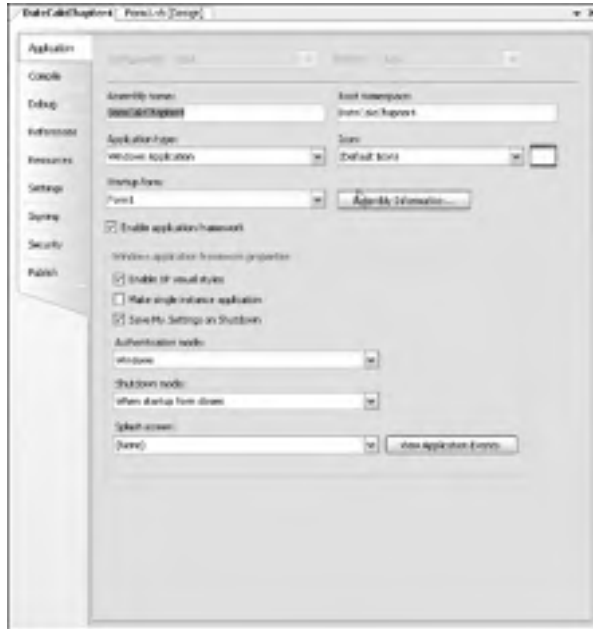 DateCalcChapter4 Form1.vb [Design]
Application
Compile
Debug
References
Resources
Settings
Signing
Security
Publish
Assembly name:
Root namespace:
DateCalcChapter4
Application type:
Icon:
Windows Application
(Default Icon)
Startup form:
Form1
Assembly Information...
Enable application framework
Windows application framework properties
Enable XP visual styles
Make single instance application
Save My.Settings on Shutdown
Authentication mode:
Windows
Shutdown mode:
When startup form closes
Splash screen:
(None)
View Application Events